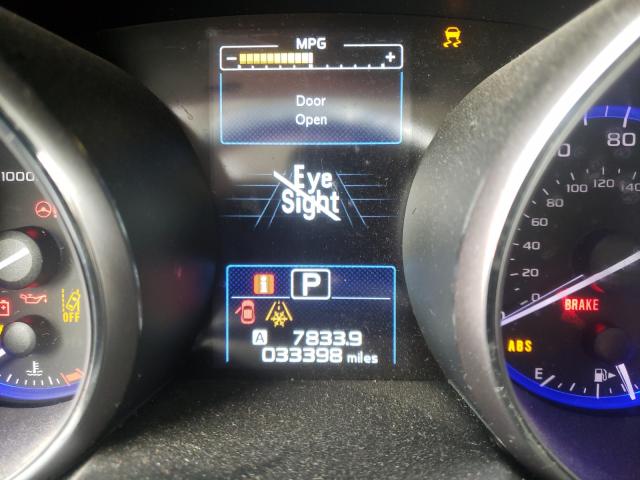 MPG
- +
Door
Open
Eye
Sight
1000
80
100 120 140
80
60
40
20
0
OFF
i P
BRAKE
ABS
A 7833.9
033398 miles
E